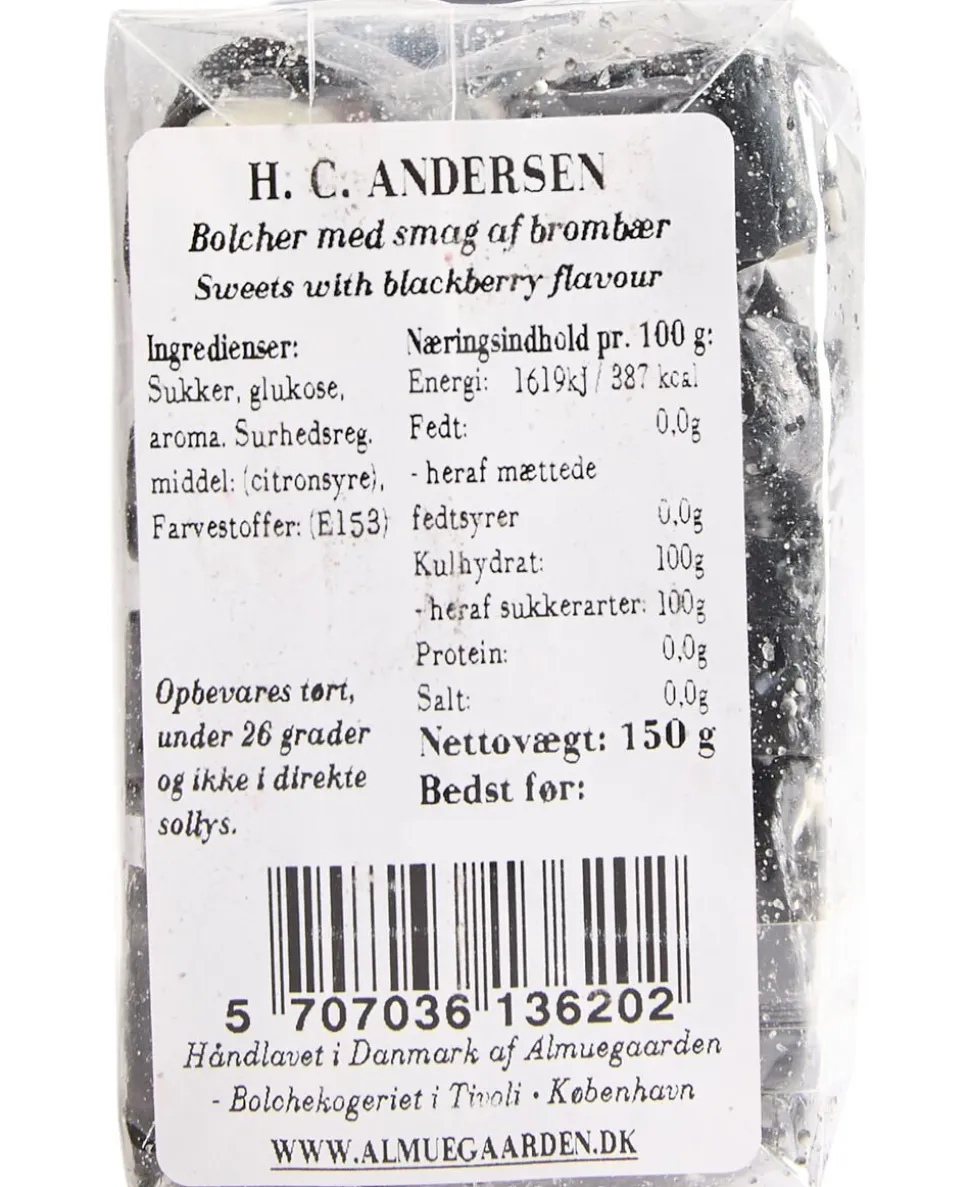 H. C. ANDERSEN
Bolcher med smag af brombær
Sweets with blackberry flavour
Ingredienser:
Sukker, glukose,
aroma. Surhedsreg.
middel: (citronsyre),
Farvestoffer: (E153)
Opbevares tørt,
under 26 grader
og ikke i direkte
sollys.
Næringsindhold pr. 100 g:
Energi: 1619kJ / 387 kcal
Fedt: 0,0g
- heraf mættede
fedtsyrer 0,0g
Kulhydrat: 100g
- heraf sukkerarter: 100g
Protein: 0,0g
Salt: 0,0g
Nettovægt: 150 g
Bedst før:
5 707036 136202
Håndlavet i Danmark af Almuegaarden
- Bolchekogeriet i Tivoli • København
WWW.ALMUEGAARDEN.DK